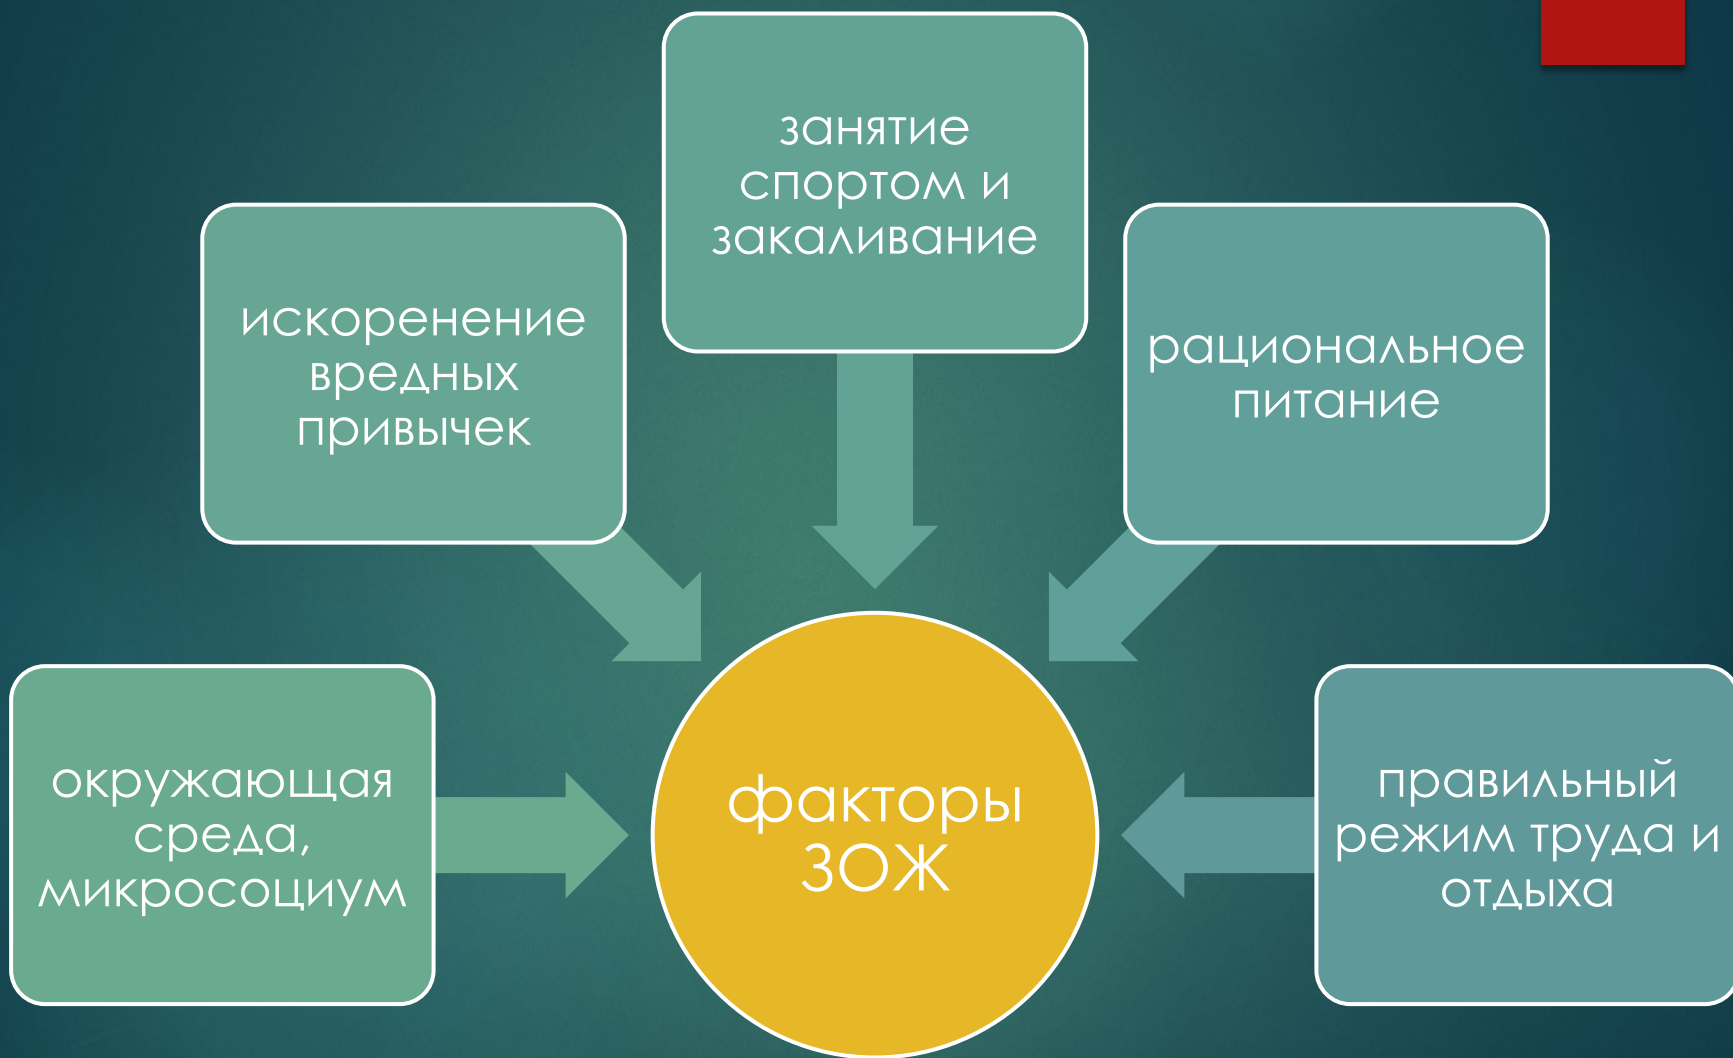 занятие
спортом и
закаливание
искоренение
вредных
привычек
рациональное
питание
окружающая
среда,
микросоциум
факторы
ЗОЖ
правильный
режим труда и
отдыха